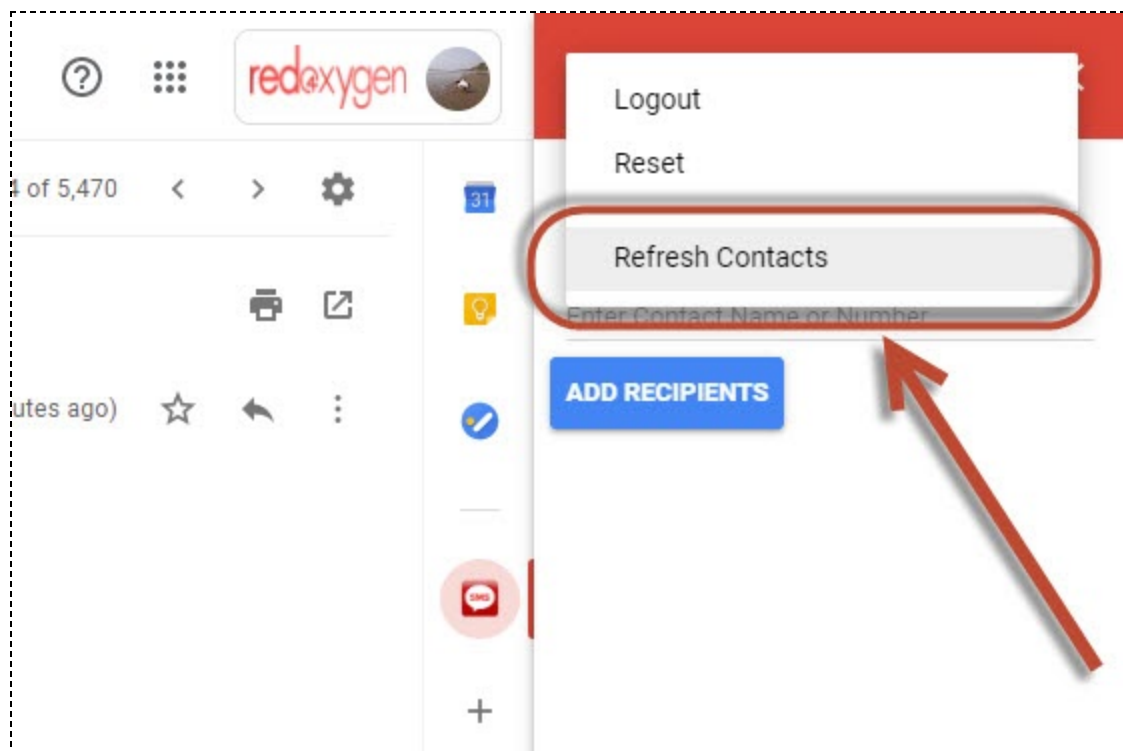 redoxygen
Logout
Reset
4 of 5,470
31
Refresh Contacts
Enter Contact Name or Number
ADD RECIPIENTS
utes ago)
SMS